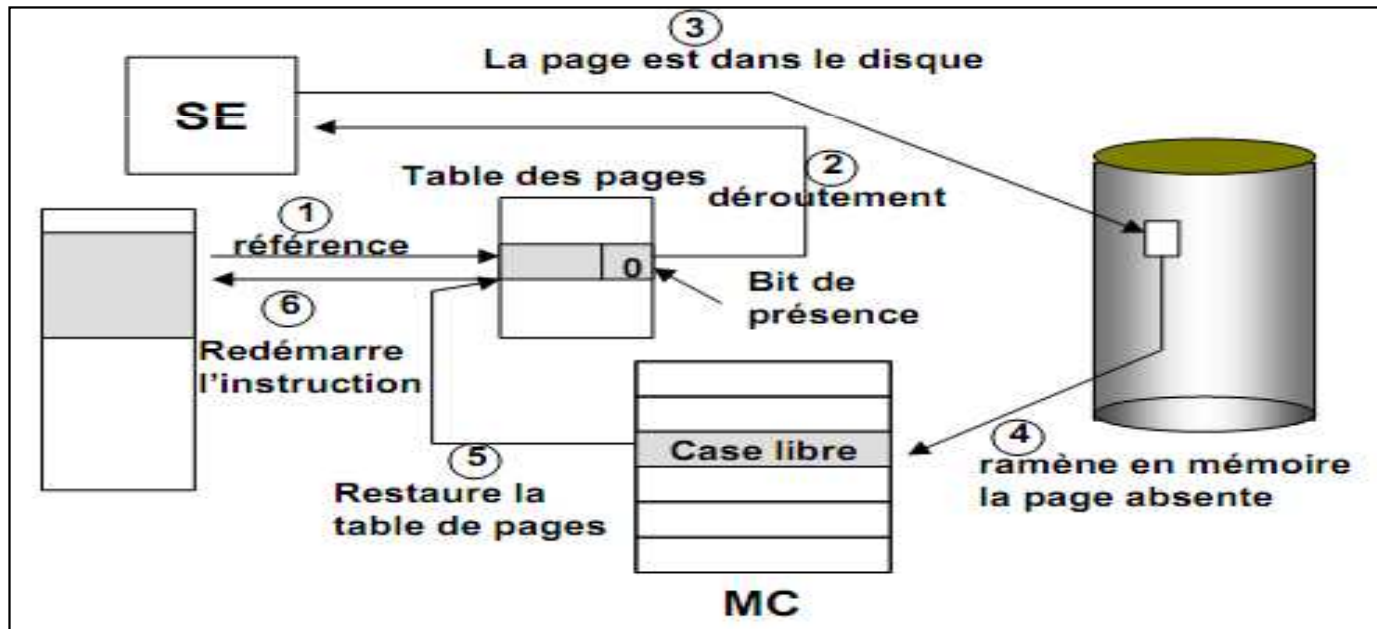 3
La page est dans le disque
SE
2
Table des pages
déroutement
1
référence
0
6
Bit de
présence
Redémarre
l'instruction
Case libre
4
5
ramène en mémoire
la page absente
Restaure la
table de pages
MC